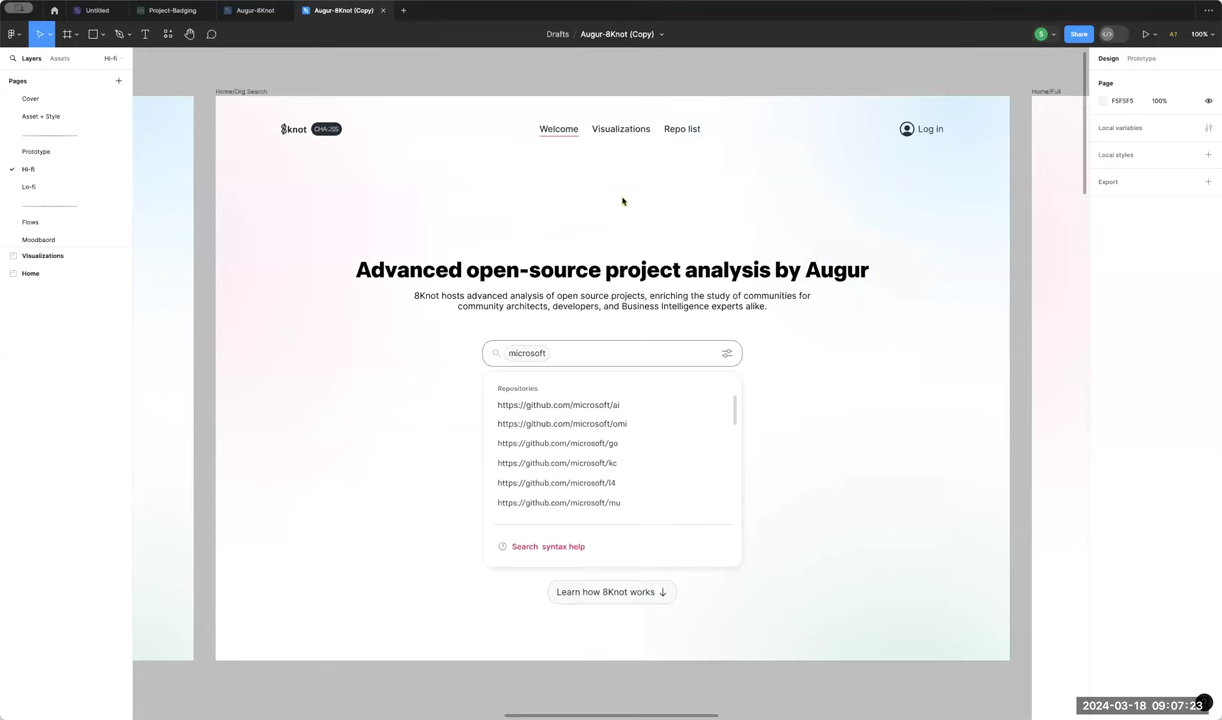 Untitled
Project-Badging
Augur-8Knot
Augur-8Knot (Copy)
Drafts / Augur-8Knot (Copy)
S
Share
A?
100%
Layers
Assets
Hi-fi
Design
Prototype
Pages
Cover
Asset + Style
Prototype
Hi-fi
Lo-fi
Flows
Moodbaord
Visualizations
Home
Page
F5F5F5
100%
Local variables
Local styles
Export
Home/Org Search
Home/Full
8knot
CHAOSS
Welcome
Visualizations
Repo list
Log in
Advanced open-source project analysis by Augur
8Knot hosts advanced analysis of open source projects, enriching the study of communities for
community architects, developers, and Business Intelligence experts alike.
microsoft
Repositories
https://github.com/microsoft/ai
https://github.com/microsoft/omi
https://github.com/microsoft/go
https://github.com/microsoft/kc
https://github.com/microsoft/l4
https://github.com/microsoft/mu
Search syntax help
Learn how 8Knot works
2024-03-18 09:07:23